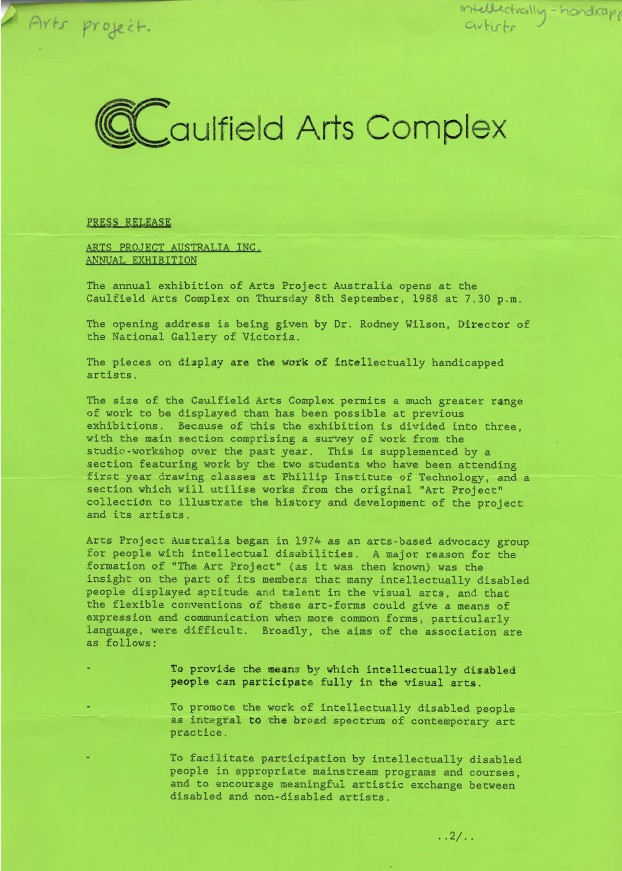 Arts project.
intellectually-handicapp
artists
Caulfield Arts Complex
PRESS RELEASE
ARTS PROJECT AUSTRALIA INC.
ANNUAL EXHIBITION
The annual exhibition of Arts Project Australia opens at the
Caulfield Arts Complex on Thursday 8th September, 1988 at 7.30 p.m.
The opening address is being given by Dr. Rodney Wilson, Director of
the National Gallery of Victoria.
The pieces on display are the work of intellectually handicapped
artists.
The size of the Caulfield Arts Complex permits a much greater range
of work to be displayed than has been possible at previous
exhibitions.  Because of this the exhibition is divided into three,
with the main section comprising a survey of work from the
studio-workshop over the past year.  This is supplemented by a
section featuring work by the two students who have been attending
first year drawing classes at Phillip Institute of Technology, and a
section which will utilise works from the original "Art Project"
collection to illustrate the history and development of the project
and its artists.
Arts Project Australia began in 1974 as an arts-based advocacy group
for people with intellectual disabilities.  A major reason for the
formation of "The Art Project" (as it was then known) was the
insight on the part of its members that many intellectually disabled
people displayed aptitude and talent in the visual arts, and that
the flexible conventions of these art-forms could give a means of
expression and communication when more common forms, particularly
language, were difficult.  Broadly, the aims of the association are
as follows:
- To provide the means by which intellectually disabled
people can participate fully in the visual arts.
- To promote the work of intellectually disabled people
as integral to the broad spectrum of contemporary art
practice.
- To facilitate participation by intellectually disabled
people in appropriate mainstream programs and courses,
and to encourage meaningful artistic exchange between
disabled and non-disabled artists.
..2/..